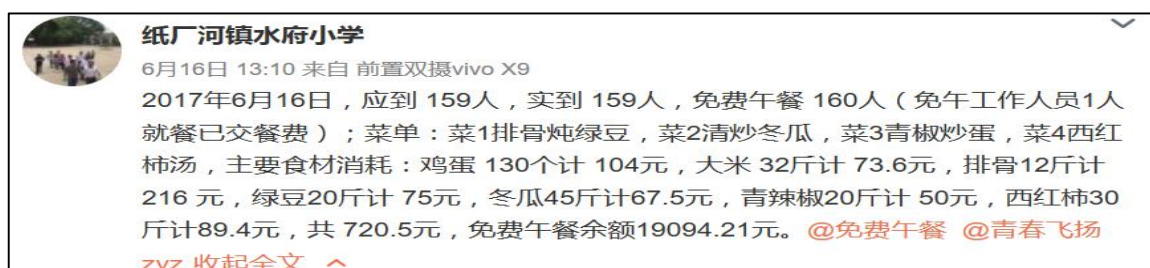 纸厂河镇水府小学
6月16日 13:10 来自 前置双摄vivo X9
2017年6月16日，应到 159人，实到 159人，免费午餐 160人（免午工作人员1人
就餐已交餐费）；菜单：菜1排骨炖绿豆，菜2清炒冬瓜，菜3青椒炒蛋，菜4西红
柿汤，主要食材消耗：鸡蛋 130个计 104元，大米 32斤计 73.6元，排骨12斤计
216 元，绿豆20斤计 75元，冬瓜45斤计67.5元，青辣椒20斤计 50元，西红柿30
斤计89.4元，共 720.5元，免费午餐余额19094.21元。@免费午餐 @青春飞扬
zyz 收起全文